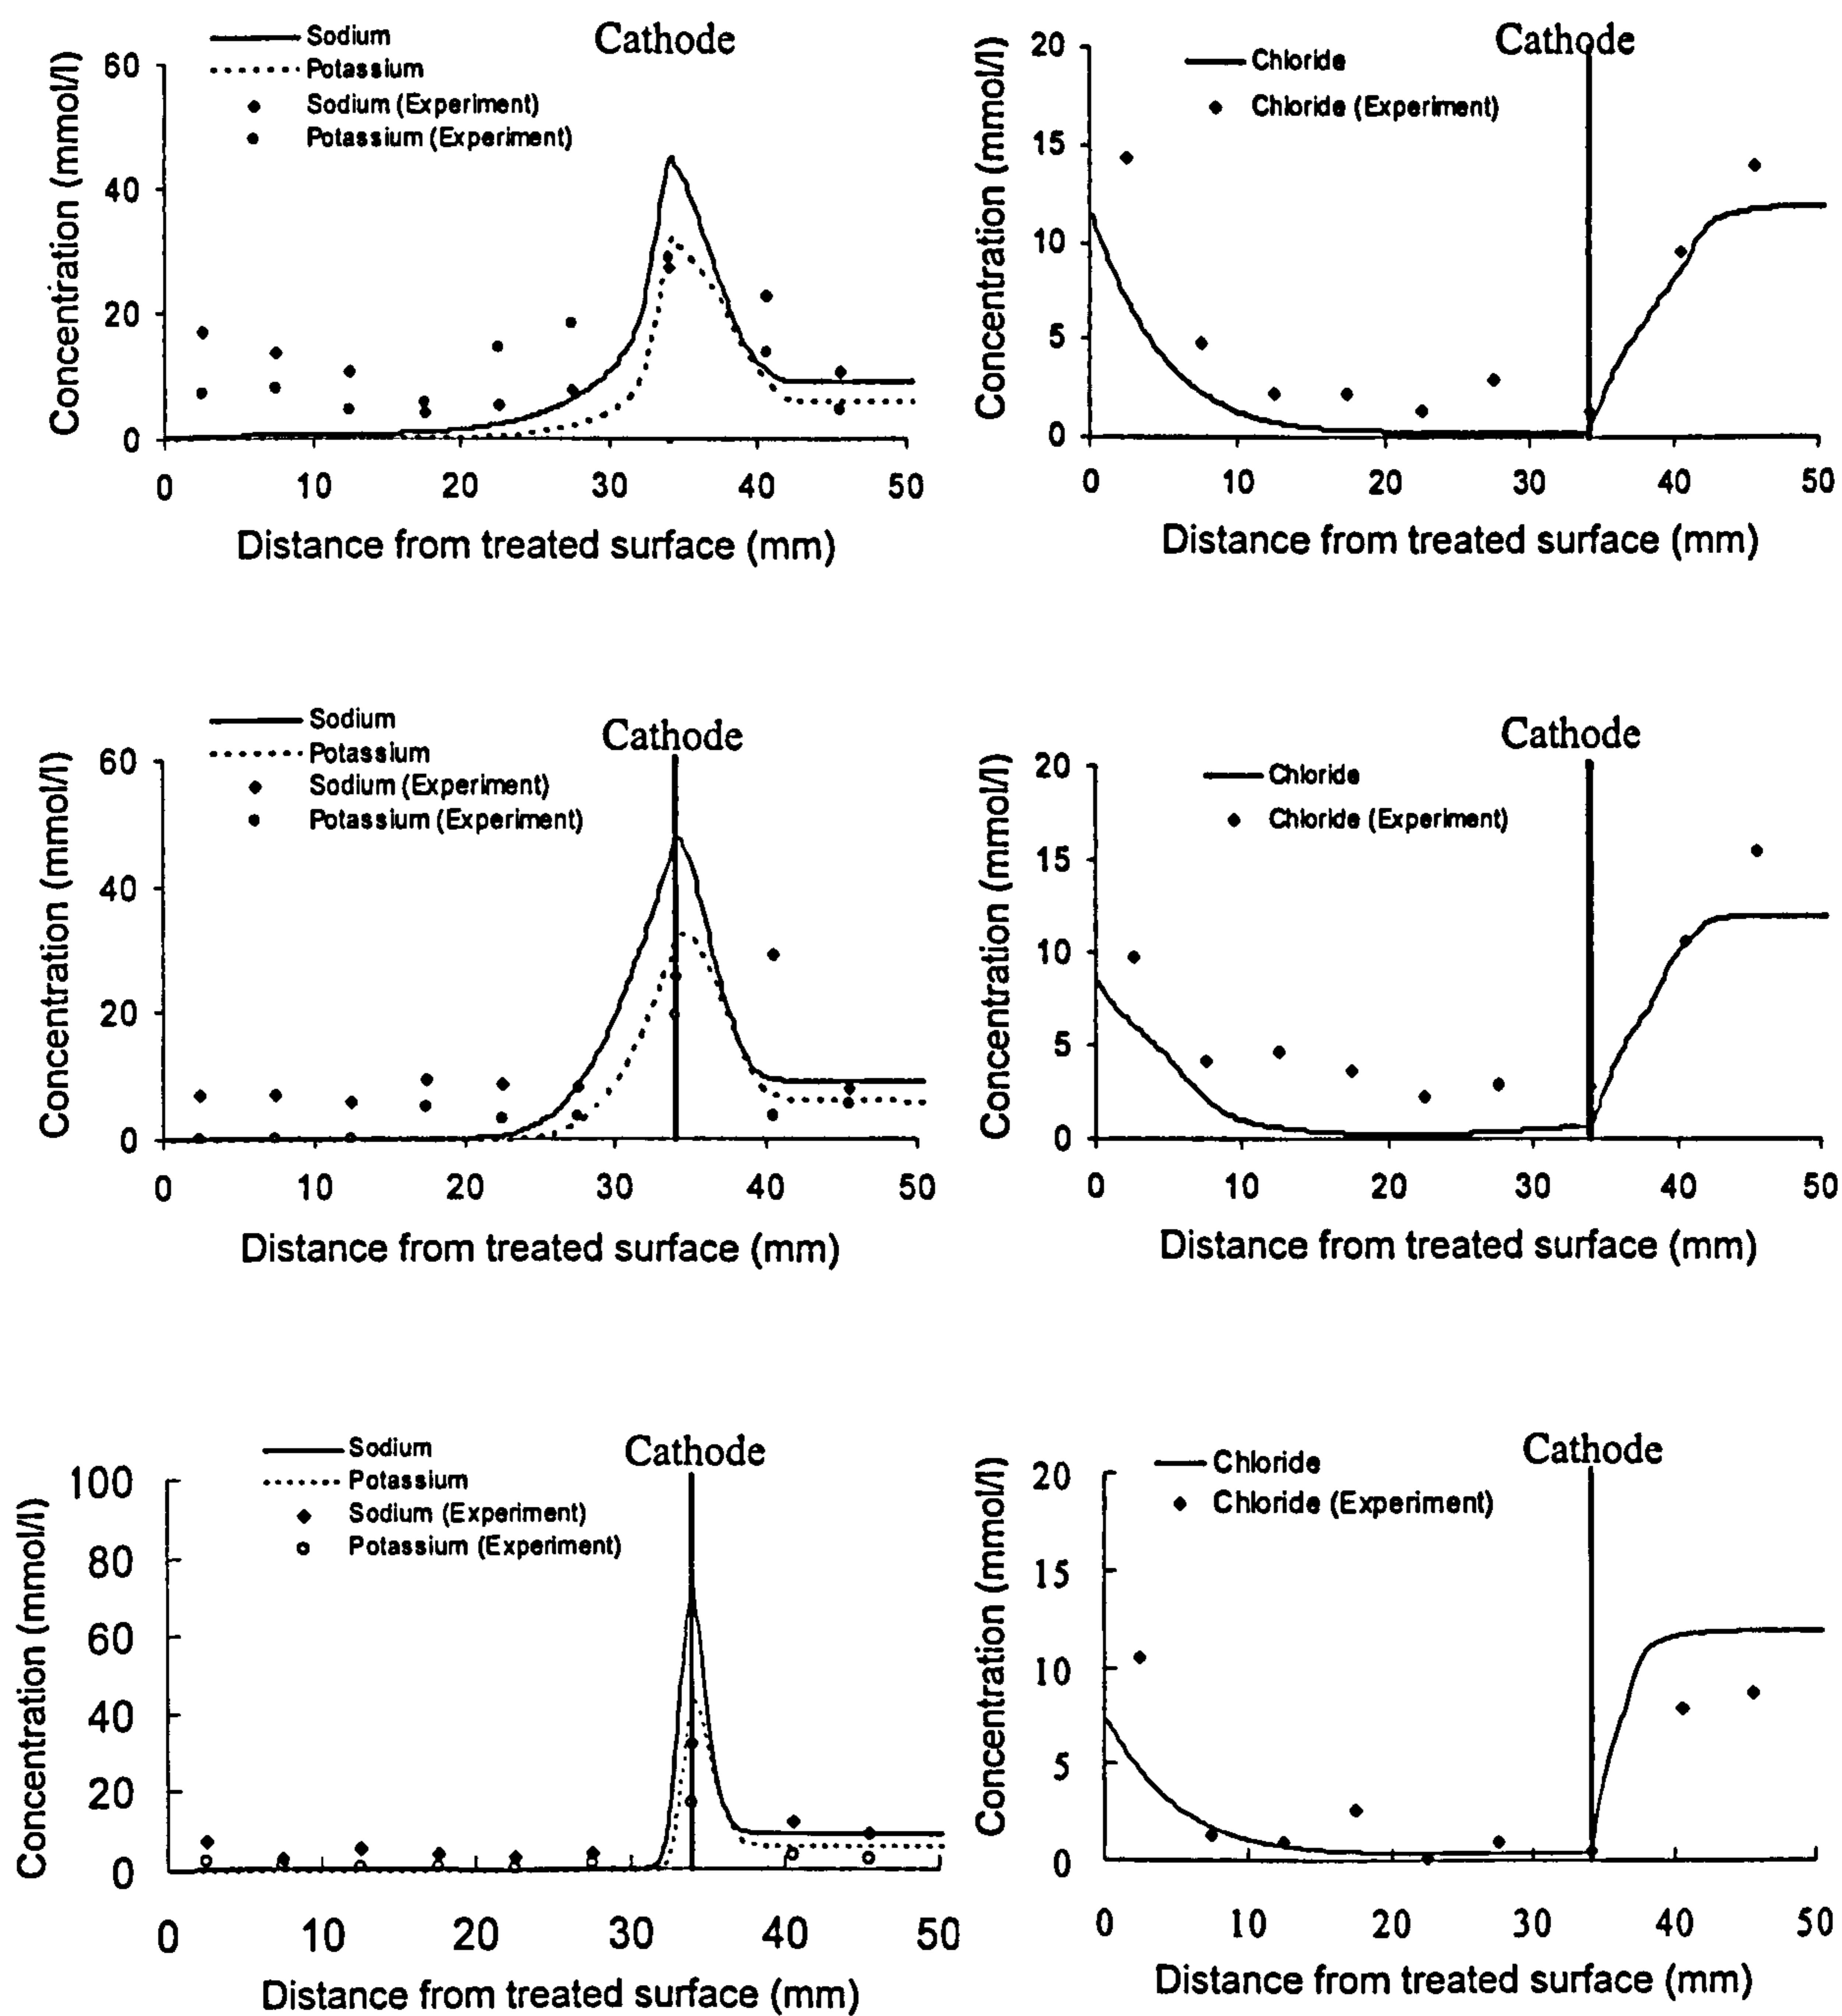 Sodium
Potassium
Sodium (Experiment)
Potassium (Experiment)
Cathode
Concentration (mmol/l)
60
40
20
0
0 10 20 30 40 50
Distance from treated surface (mm)
Chloride
Chloride (Experiment)
Cathode
Concentration (mmol/l)
20
15
10
5
0
0 10 20 30 40 50
Distance from treated surface (mm)
Sodium
Potassium
Sodium (Experiment)
Potassium (Experiment)
Cathode
Concentration (mmol/l)
60
40
20
0
0 10 20 30 40 50
Distance from treated surface (mm)
Chloride
Chloride (Experiment)
Cathode
Concentration (mmol/l)
20
15
10
5
0
0 10 20 30 40 50
Distance from treated surface (mm)
Sodium
Potassium
Sodium (Experiment)
Potassium (Experiment)
Cathode
Concentration (mmol/l)
100
80
60
40
20
0
0 10 20 30 40 50
Distance from treated surface (mm)
Chloride
Chloride (Experiment)
Cathode
Concentration (mmol/l)
20
15
10
5
0
0 10 20 30 40 50
Distance from treated surface (mm)